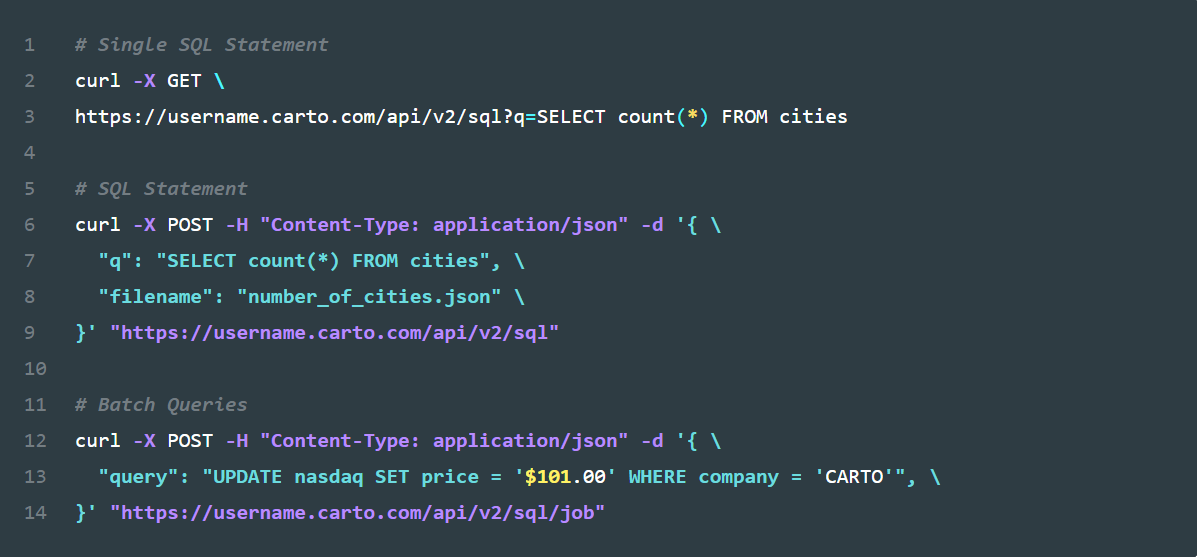 1 # Single SQL Statement
2 curl -X GET \
3 https://username.carto.com/api/v2/sql?q=SELECT count(*) FROM cities
4
5 # SQL Statement
6 curl -X POST -H "Content-Type: application/json" -d '{ \
7 "q": "SELECT count(*) FROM cities", \
8 "filename": "number_of_cities.json" \
9 }' "https://username.carto.com/api/v2/sql"
10
11 # Batch Queries
12 curl -X POST -H "Content-Type: application/json" -d '{ \
13 "query": "UPDATE nasdaq SET price = '$101.00' WHERE company = 'CARTO'", \
14 }' "https://username.carto.com/api/v2/sql/job"